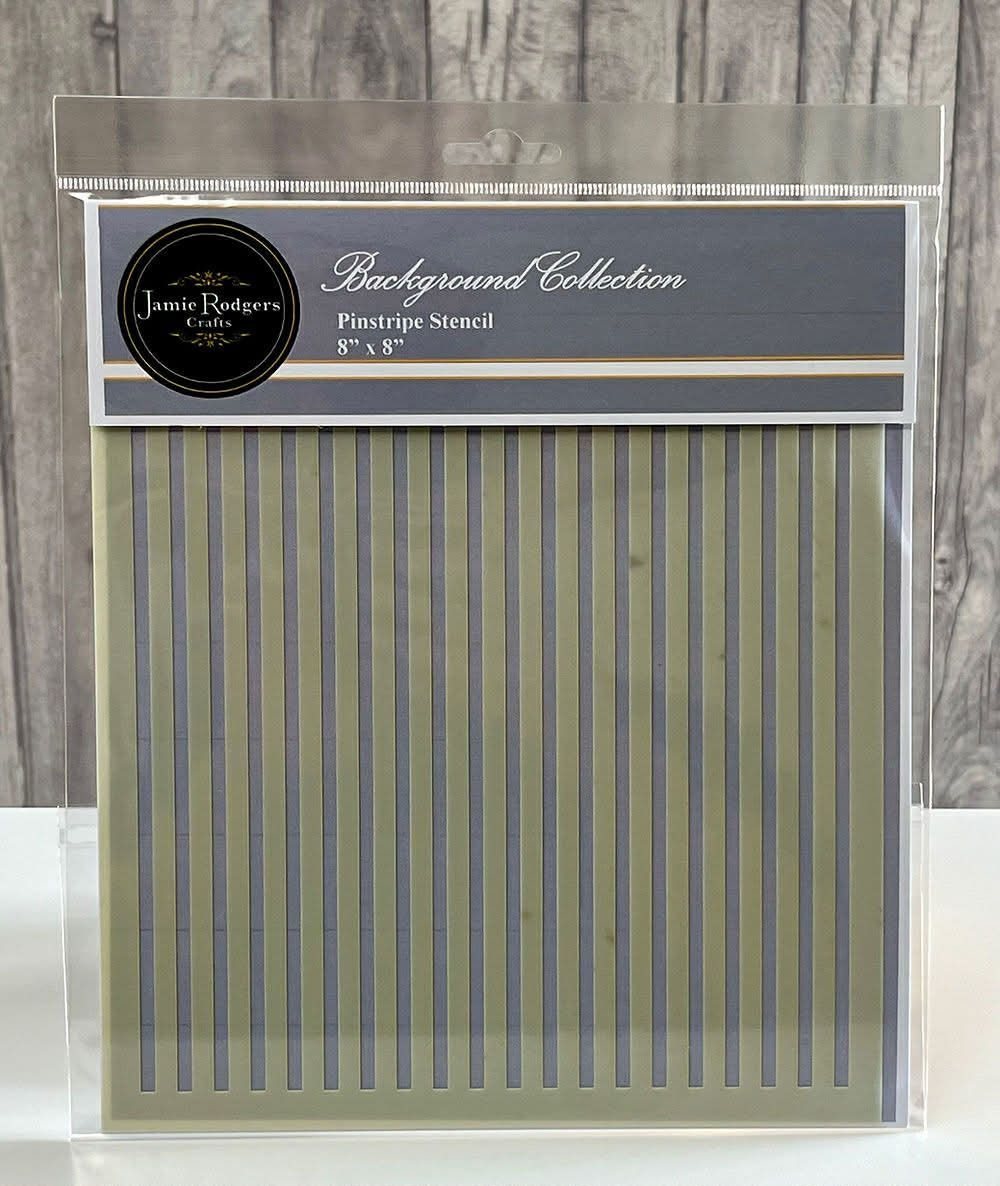 Jamie Rodgers
Crafts
Background Collection
Pinstripe Stencil
8” x 8”